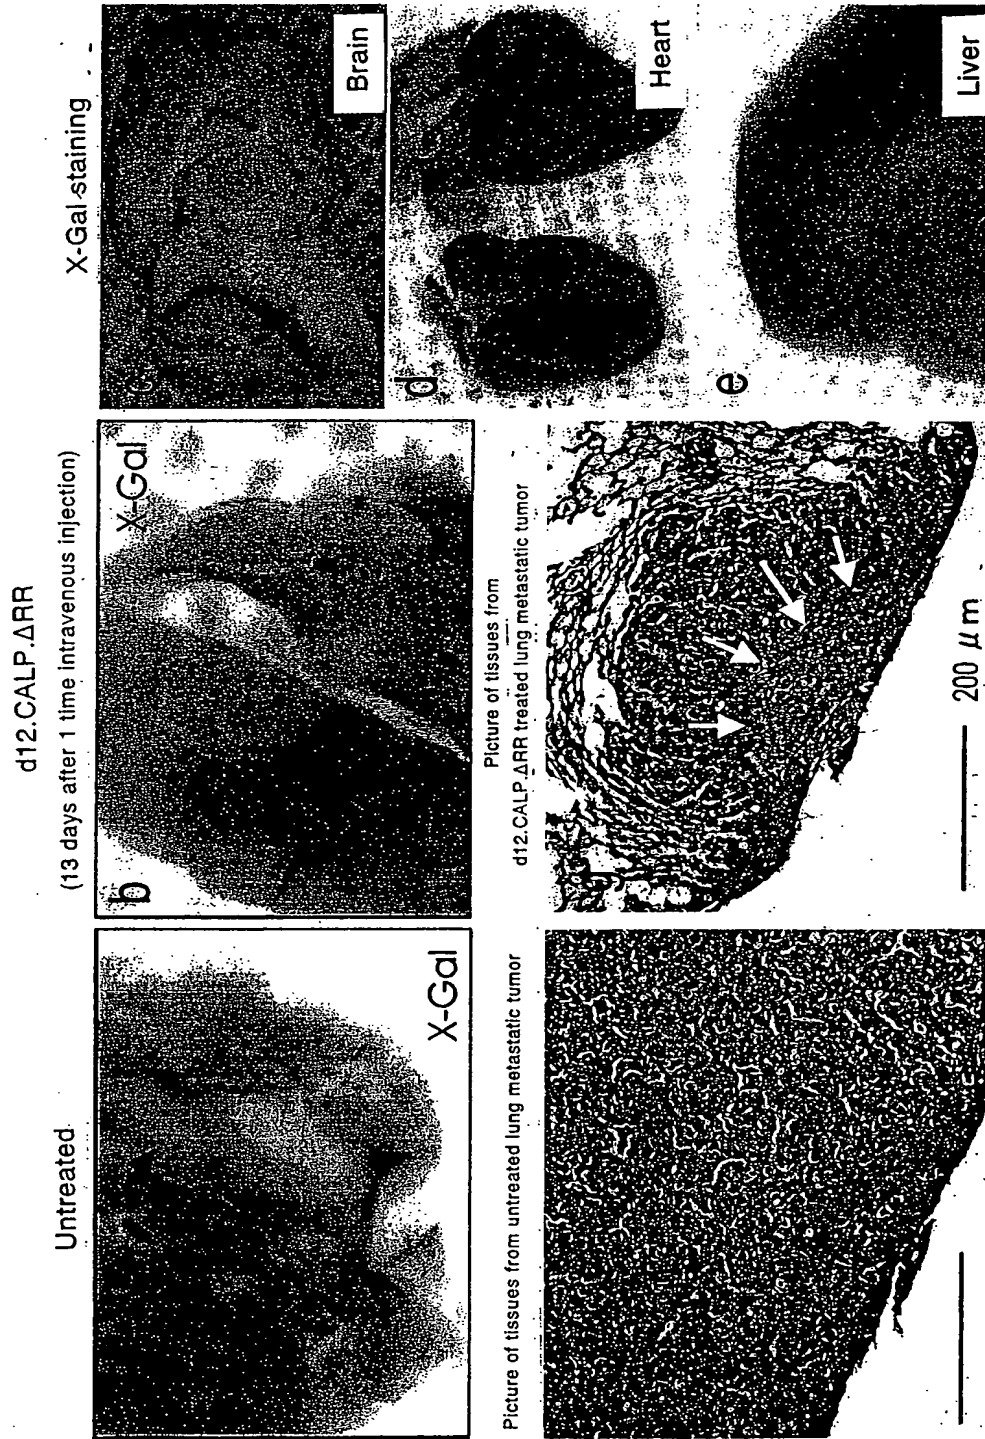 Untreated
d12.CALP.ΔRR
(13 days after 1 time intravenous injection)
X-Gal staining
X-Gal
b
X-Gal
c
Brain
d
Heart
e
Liver
Picture of tissues from untreated lung metastatic tumor
Picture of tissues from
d12.CALP.ΔRR treated lung metastatic tumor
200 μm